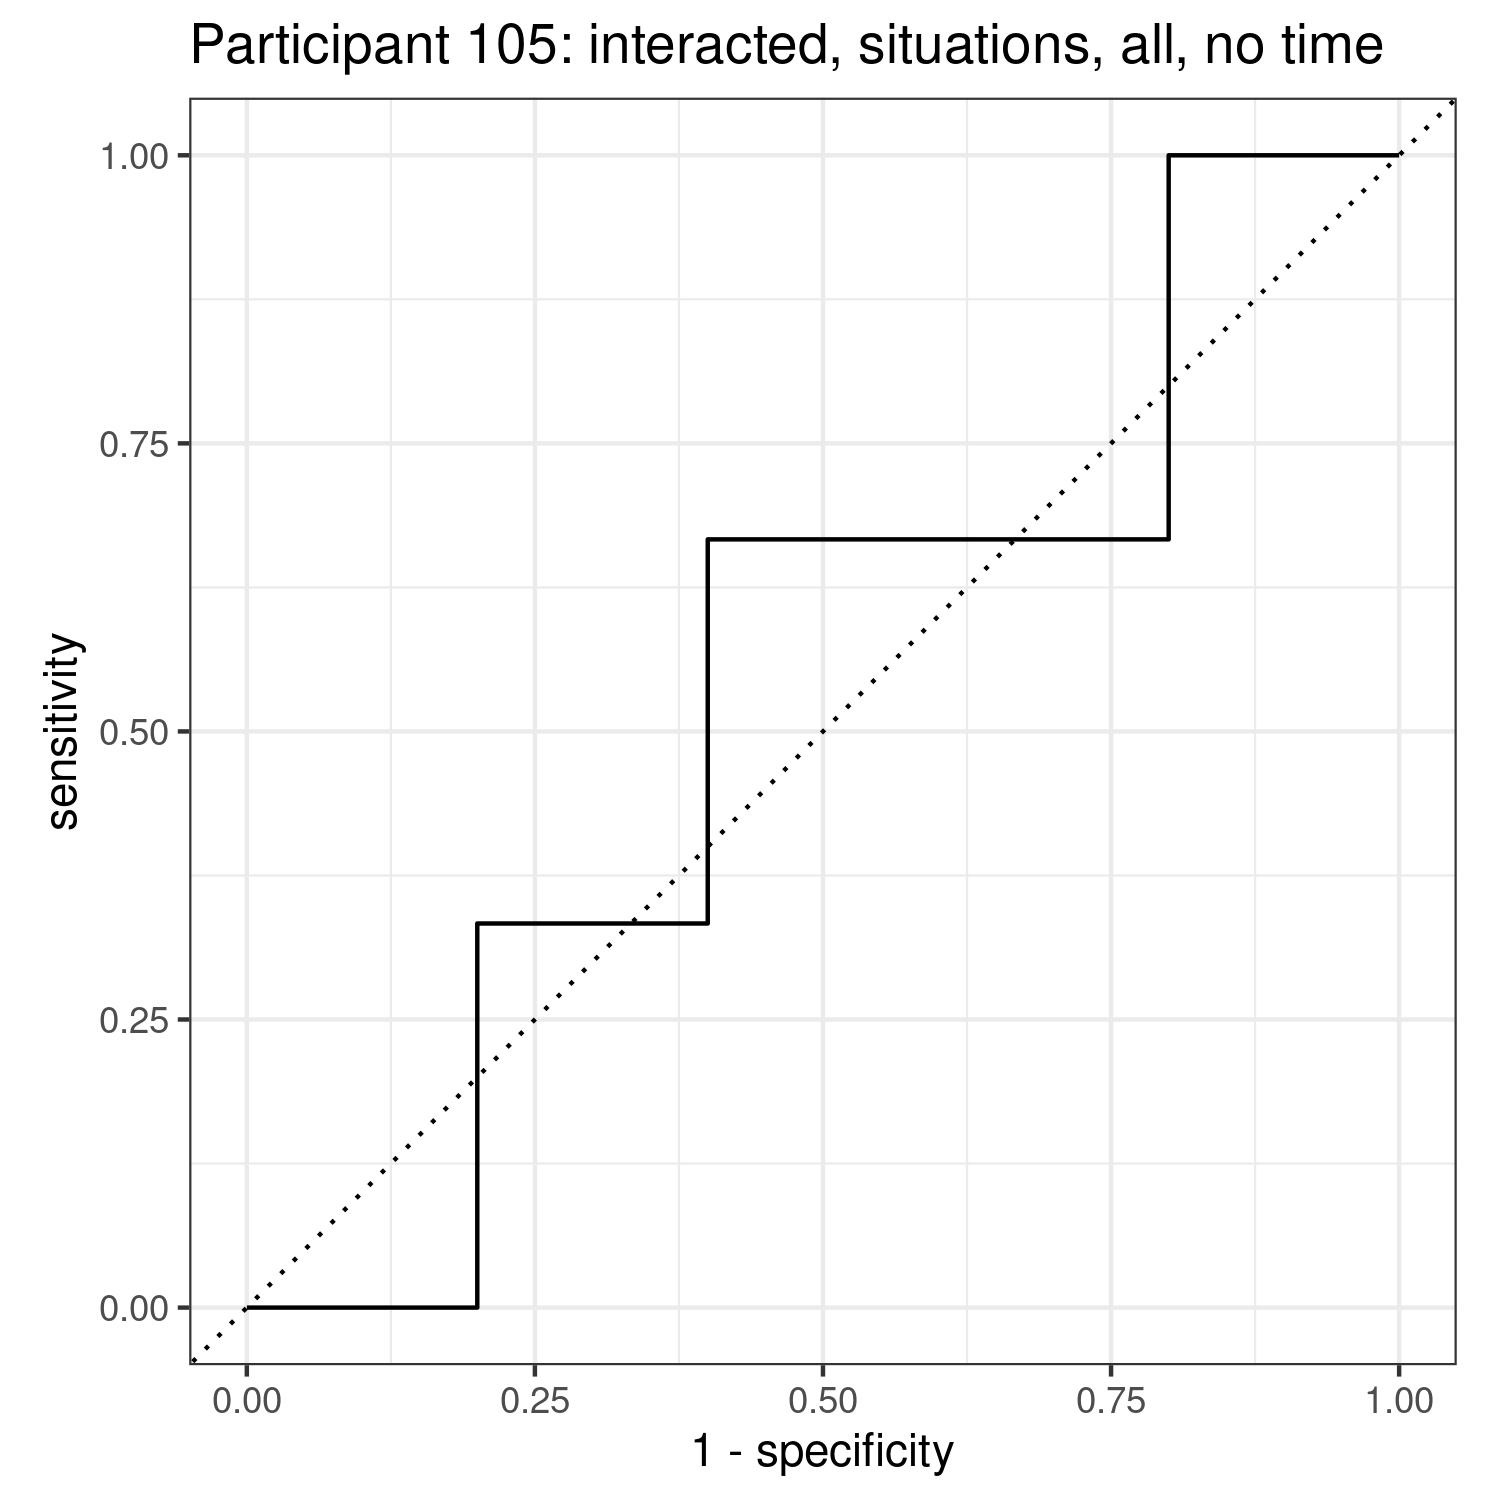 Participant 105: interacted, situations, all, no time
1.00
0.75
0.50
0.25
0.00
sensitivity
0.00 0.25 0.50 0.75 1.00
1 - specificity